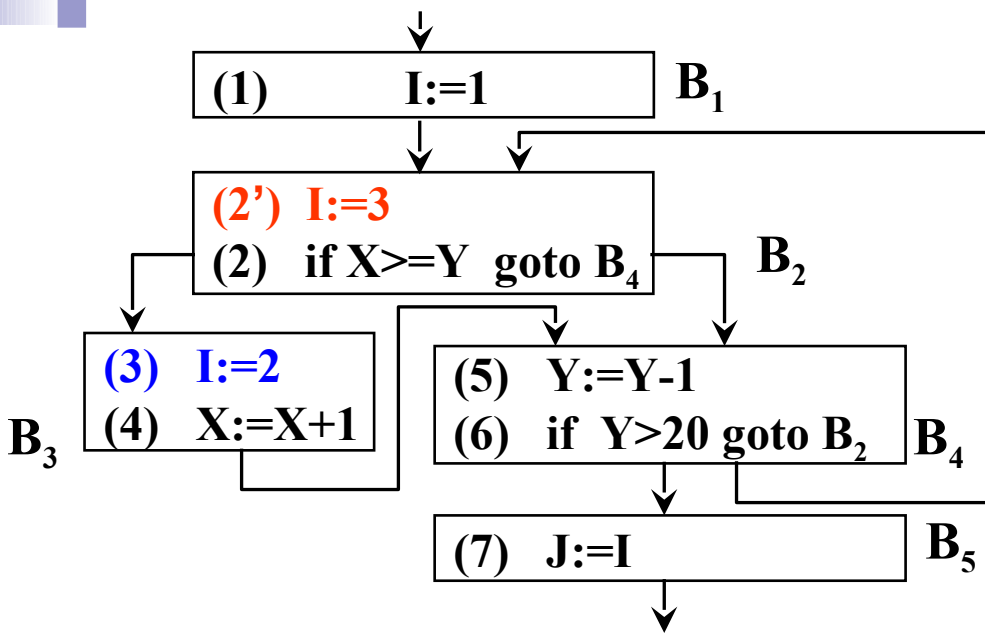 (1) I:=1 B₁
(2’) I:=3
(2) if X>=Y goto B₄ B₂
(3) I:=2
(4) X:=X+1 B₃
(5) Y:=Y-1
(6) if Y>20 goto B₂ B₄
(7) J:=I B₅